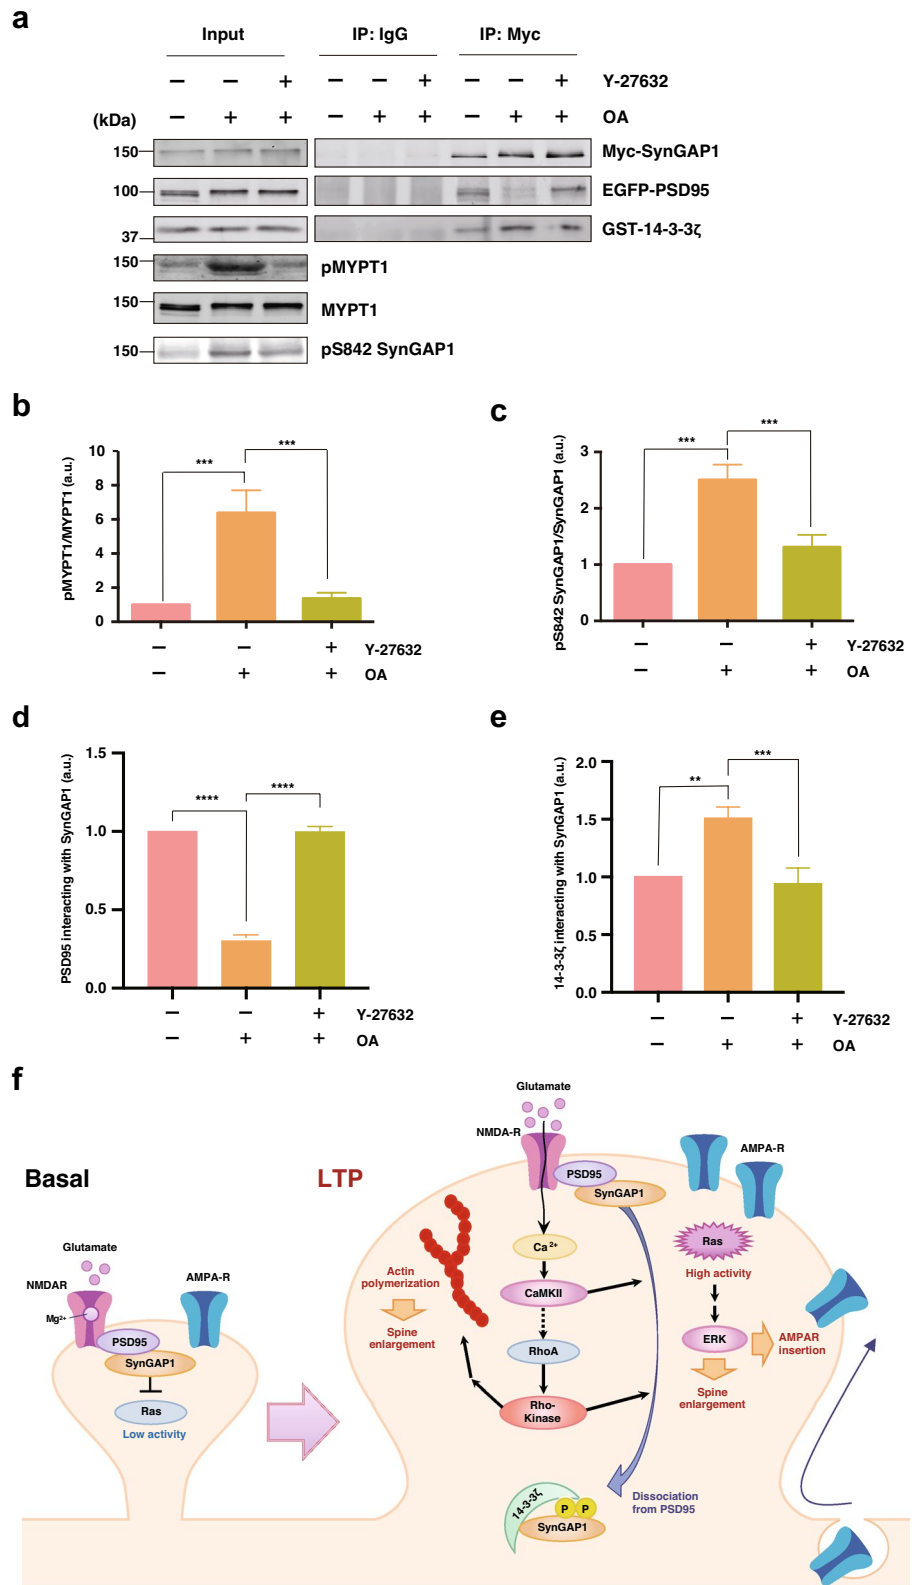 a
Input
IP: IgG
IP: Myc
− − + − − + − − + Y-27632
(kDa) − + + − + + − + + OA
150 Myc-SynGAP1
100 EGFP-PSD95
37 GST-14-3-3ζ
150 pMYPT1
150 MYPT1
150 pS842 SynGAP1
b
pMYPT1/MYPT1 (a.u.)
10
8
6
4
2
0
***
***
− − + Y-27632
− + + OA
c
pS842 SynGAP1/SynGAP1 (a.u.)
3
2
1
0
***
***
− − + Y-27632
− + + OA
d
PSD95 interacting with SynGAP1 (a.u.)
1.5
1.0
0.5
0.0
****
****
− − + Y-27632
− + + OA
e
14-3-3ζ interacting with SynGAP1 (a.u.)
2.0
1.5
1.0
0.5
0.0
**
***
− − + Y-27632
− + + OA
f
Basal
Glutamate
NMDAR
AMPA-R
Mg2+
PSD95
SynGAP1
Ras
Low activity
LTP
Glutamate
NMDA-R
PSD95
SynGAP1
AMPA-R
Ca 2+
CaMKII
RhoA
Rho-
Kinase
Actin
polymerization
Spine
enlargement
Ras
High activity
ERK
AMPAR
insertion
Spine
enlargement
Dissociation
from PSD95
14-3-3ζ
P P
SynGAP1